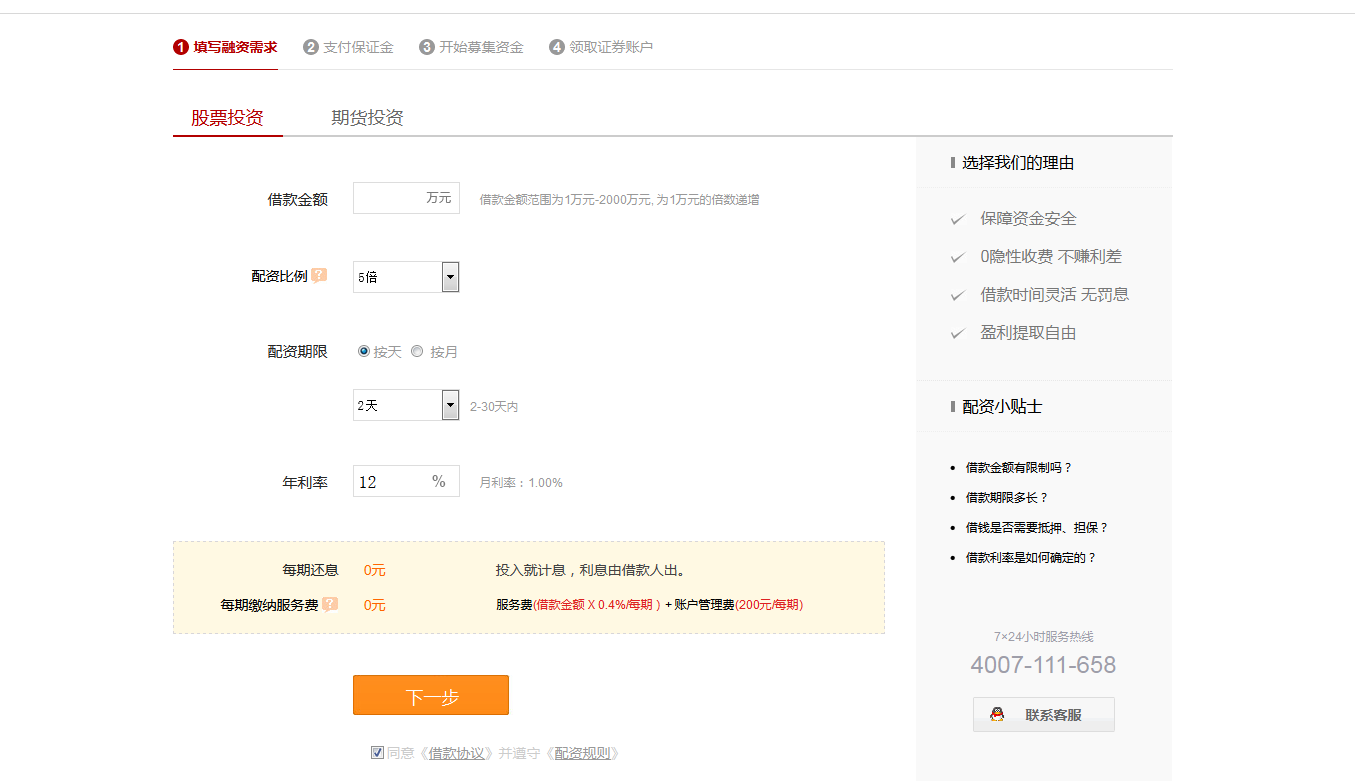 1 填写融资需求 2 支付保证金 3 开始募集资金 4 领取证券账户
股票投资 期货投资
借款金额 万元 借款金额范围为1万元-2000万元, 为1万元的倍数递增
配资比例 ? 5倍
配资期限 按天 按月
2天 2-30天内
年利率 12 % 月利率：1.00%
每期还息 0元 投入就计息，利息由借款人出。
每期缴纳服务费 ? 0元 服务费(借款金额 X 0.4%/每期 ) + 账户管理费(200元/每期)
下一步
同意《借款协议》并遵守《配资规则》
选择我们的理由
保障资金安全
0隐性收费 不赚利差
借款时间灵活 无罚息
盈利提取自由
配资小贴士
• 借款金额有限制吗？
• 借款期限多长？
• 借钱是否需要抵押、担保？
• 借款利率是如何确定的？
7×24小时服务热线
4007-111-658
联系客服